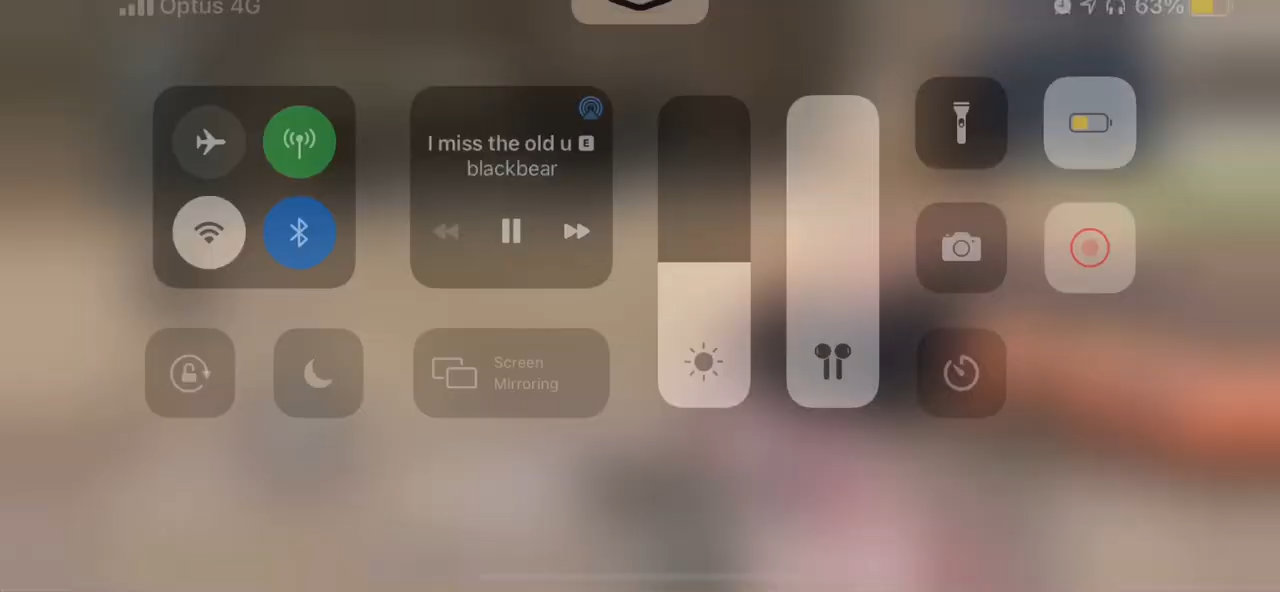 Optus 4G
63%
I miss the old u E
blackbear
Screen
Mirroring